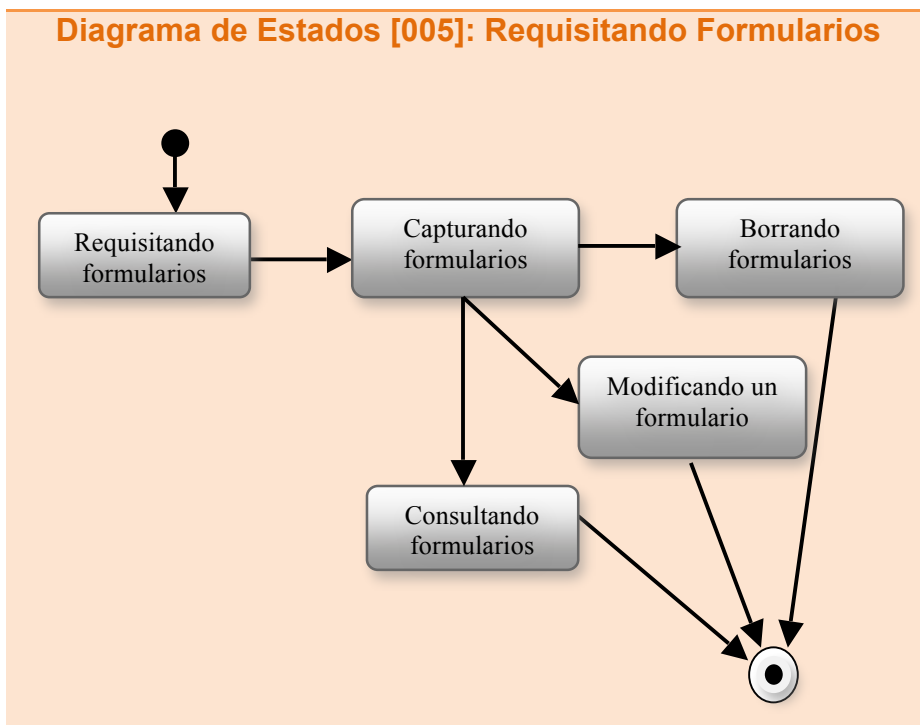 Diagrama de Estados [005]: Requisitando Formularios
Requisitando
formularios
Capturando
formularios
Borrando
formularios
Modificando un
formulario
Consultando
formularios